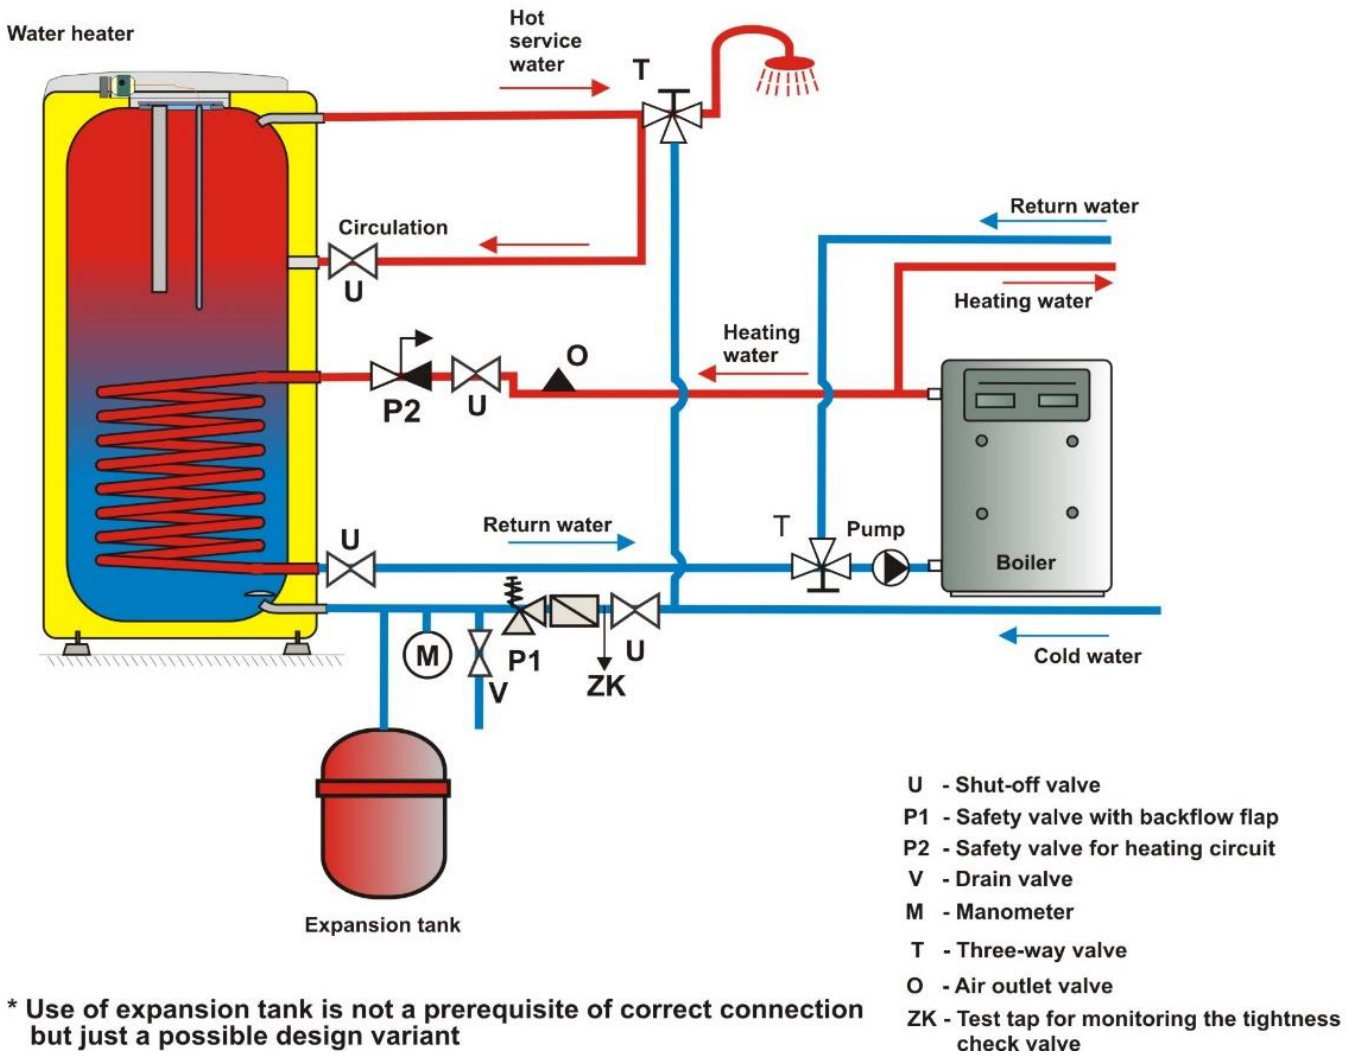 Water heater
Hot
service
water
T
Circulation
U
Return water
Heating water
Heating
water
O
P2
U
U
Return water
T
Pump
Boiler
M
V
P1
ZK
U
Cold water
Expansion tank
U - Shut-off valve
P1 - Safety valve with backflow flap
P2 - Safety valve for heating circuit
V - Drain valve
M - Manometer
T - Three-way valve
O - Air outlet valve
ZK - Test tap for monitoring the tightness
check valve
* Use of expansion tank is not a prerequisite of correct connection
but just a possible design variant